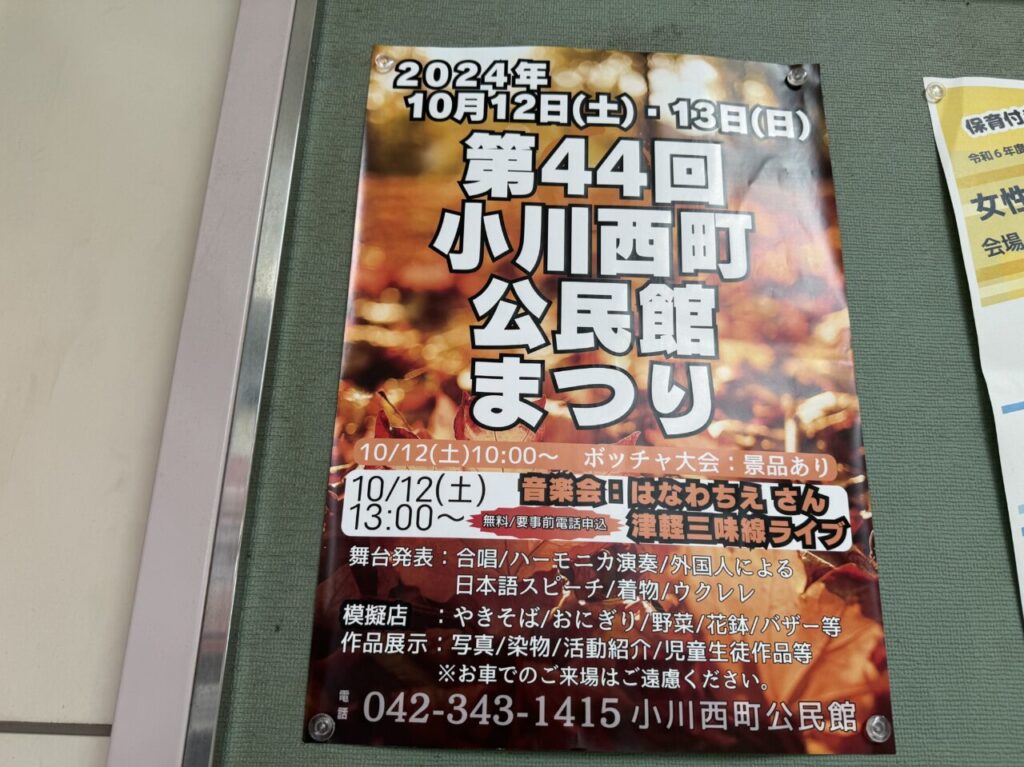 2024年
10月12日(土)・13日(日)
第44回
小川西町
公民館
まつり
10/12(土)10:00～ ボッチャ大会：景品あり
10/12(土)
13:00～
無料/要事前電話申込
音楽会：はなわちえ さん
津軽三味線ライブ
舞台発表：合唱/ハーモニカ演奏/外国人による
日本語スピーチ/着物/ウクレレ
模擬店　：やきそば/おにぎり/野菜/花鉢/バザー等
作品展示：写真/染物/活動紹介/児童生徒作品等
※お車でのご来場はご遠慮ください。
電話 042-343-1415 小川西町公民館
保育付
令和6年度
女性
会場